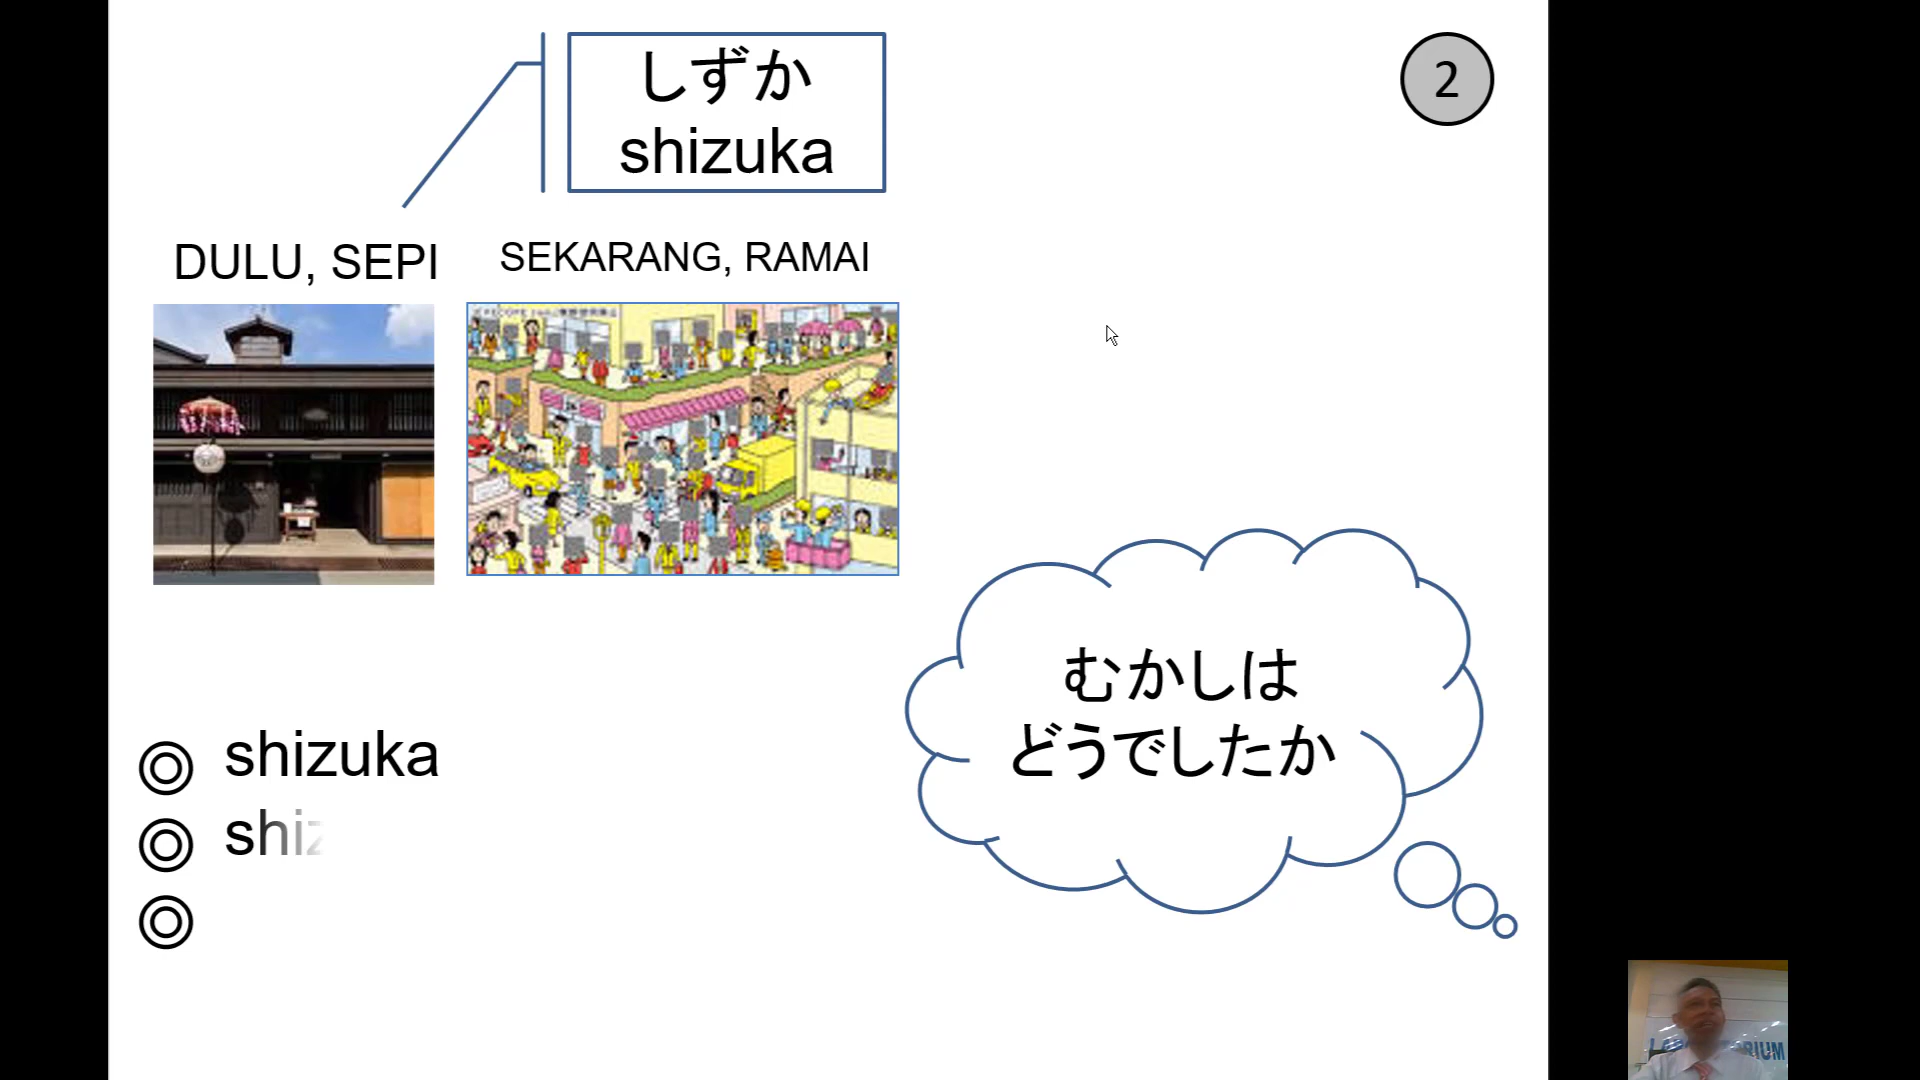 しずか
shizuka
2
DULU, SEPI
SEKARANG, RAMAI
むかしは
どうでしたか
◎ shizuka
◎ shiz
◎